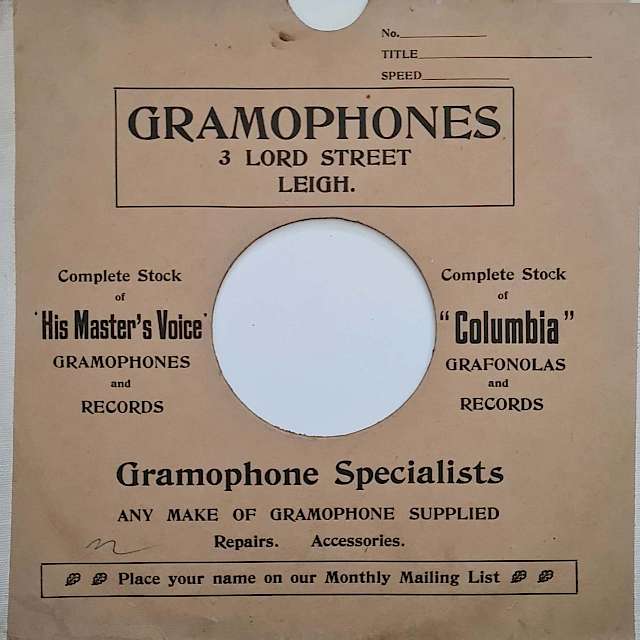 No.
TITLE
SPEED
GRAMOPHONES
3 LORD STREET
LEIGH.
Complete Stock
of
'His Master's Voice'
GRAMOPHONES
and
RECORDS
Complete Stock
of
"Columbia"
GRAFONOLAS
and
RECORDS
Gramophone Specialists
ANY MAKE OF GRAMOPHONE SUPPLIED
Repairs. Accessories.
Place your name on our Monthly Mailing List